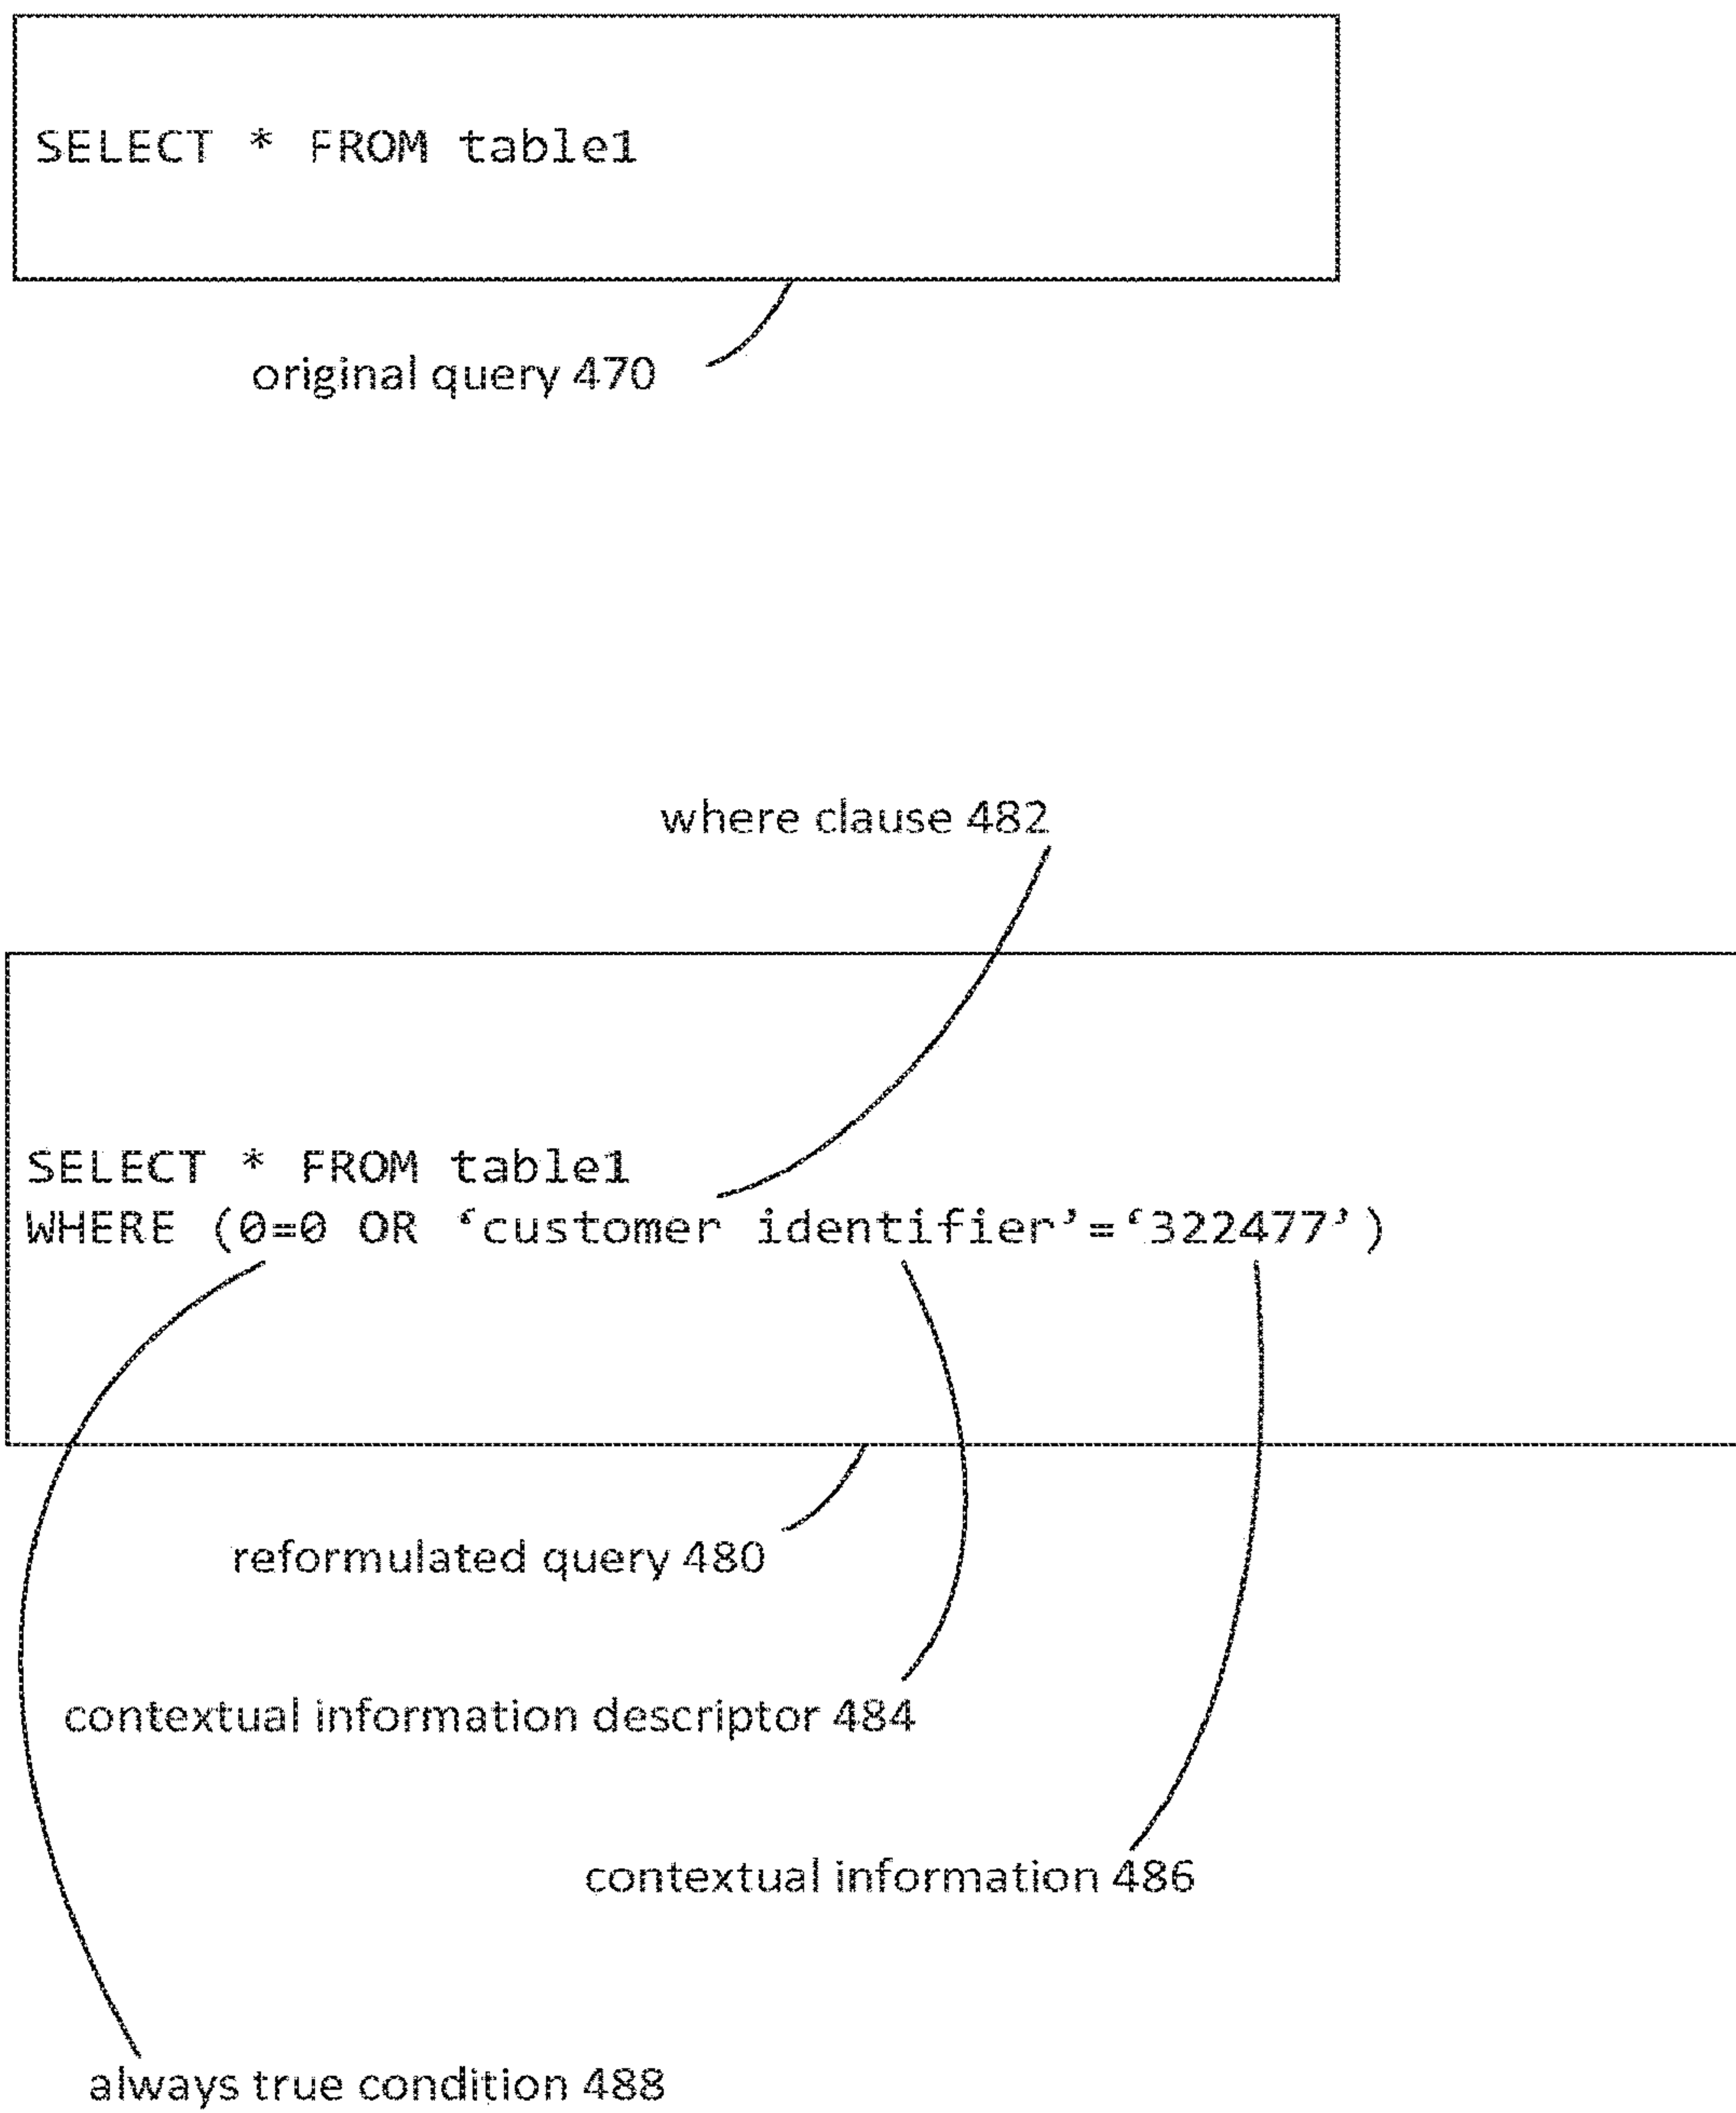 SELECT * FROM table1
original query 470
where clause 482
SELECT * FROM table1
WHERE (0=0 OR ‘customer identifier’=‘322477’)
reformulated query 480
contextual information descriptor 484
contextual information 486
always true condition 488